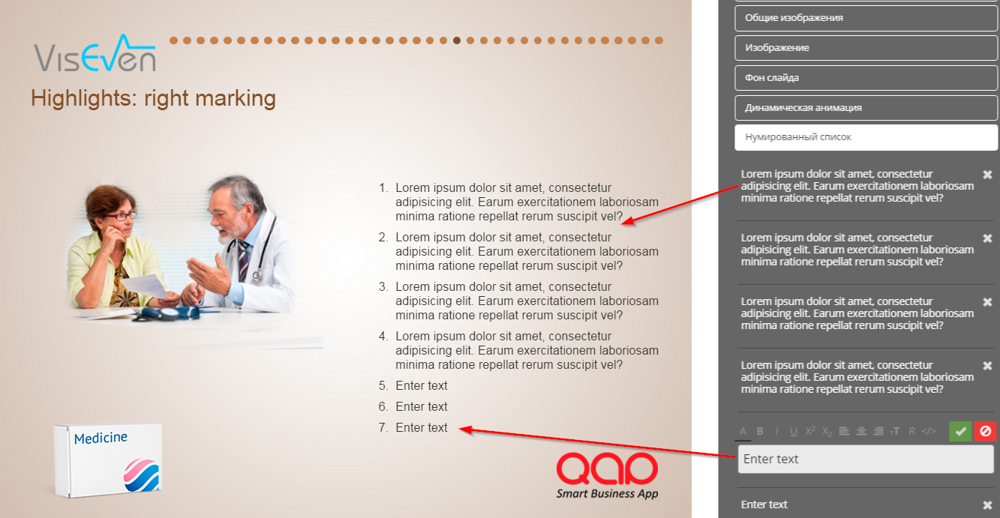 VisEven
Highlights: right marking
1. Lorem ipsum dolor sit amet, consectetur
adipisicing elit. Earum exercitationem laboriosam
minima ratione repellat rerum suscipit vel?
2. Lorem ipsum dolor sit amet, consectetur
adipisicing elit. Earum exercitationem laboriosam
minima ratione repellat rerum suscipit vel?
3. Lorem ipsum dolor sit amet, consectetur
adipisicing elit. Earum exercitationem laboriosam
minima ratione repellat rerum suscipit vel?
4. Lorem ipsum dolor sit amet, consectetur
adipisicing elit. Earum exercitationem laboriosam
minima ratione repellat rerum suscipit vel?
5. Enter text
6. Enter text
7. Enter text
Medicine
QAP
Smart Business App
Общие изображения
Изображение
Фон слайда
Динамическая анимация
Нумированный список
Lorem ipsum dolor sit amet, consectetur
adipisicing elit. Earum exercitationem laboriosam
minima ratione repellat rerum suscipit vel?
Lorem ipsum dolor sit amet, consectetur
adipisicing elit. Earum exercitationem laboriosam
minima ratione repellat rerum suscipit vel?
Lorem ipsum dolor sit amet, consectetur
adipisicing elit. Earum exercitationem laboriosam
minima ratione repellat rerum suscipit vel?
Lorem ipsum dolor sit amet, consectetur
adipisicing elit. Earum exercitationem laboriosam
minima ratione repellat rerum suscipit vel?
A B I U X² X₂ тT R </>
Enter text
Enter text